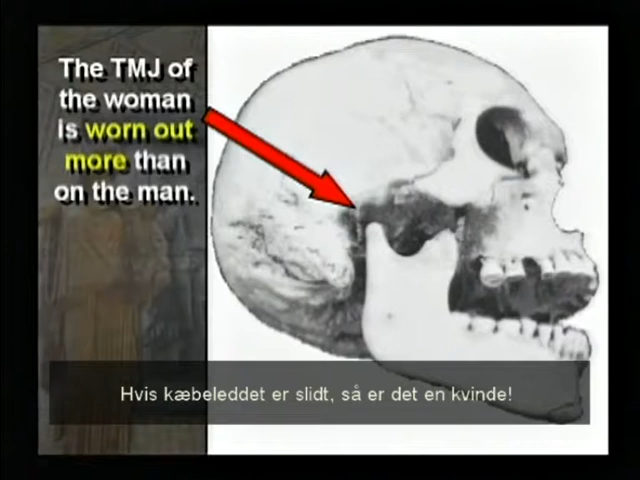 The TMJ of
the woman
is worn out
more than
on the man.
Hvis kæbeleddet er slidt, så er det en kvinde!